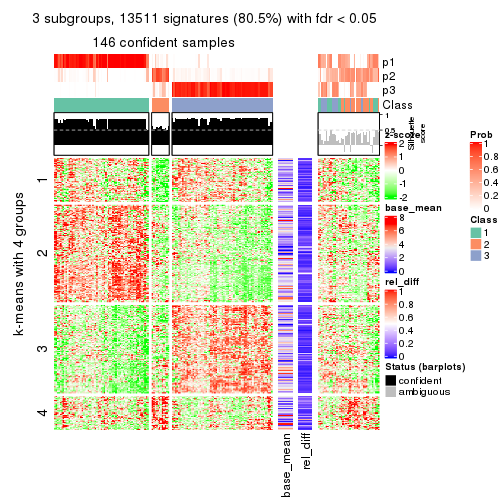 3 subgroups, 13511 signatures (80.5%) with fdr < 0.05
146 confident samples
p1
p2
p3
Class
1
0.5
Silhouette
score
k-means with 4 groups
1
2
3
4
base_mean
rel_diff
z-score
2
1
0
-1
-2
base_mean
8
6
4
2
0
rel_diff
1
0.8
0.6
0.4
0.2
0
Status (barplots)
confident
ambiguous
Prob
1
0.8
0.6
0.4
0.2
0
Class
1
2
3